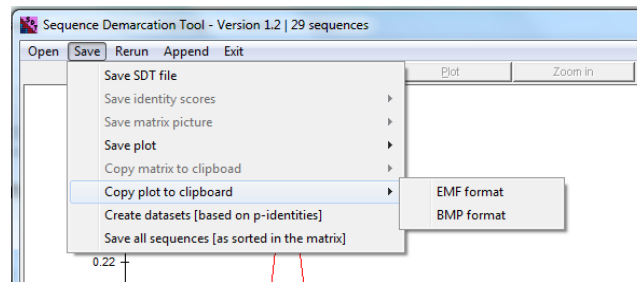 Sequence Demarcation Tool - Version 1.2 | 29 sequences
Open Save Rerun Append Exit
Plot Zoom in
Save SDT file
Save identity scores
Save matrix picture
Save plot
Copy matrix to clipboad
Copy plot to clipboard
EMF format
BMP format
Create datasets [based on p-identities]
Save all sequences [as sorted in the matrix]
0.22